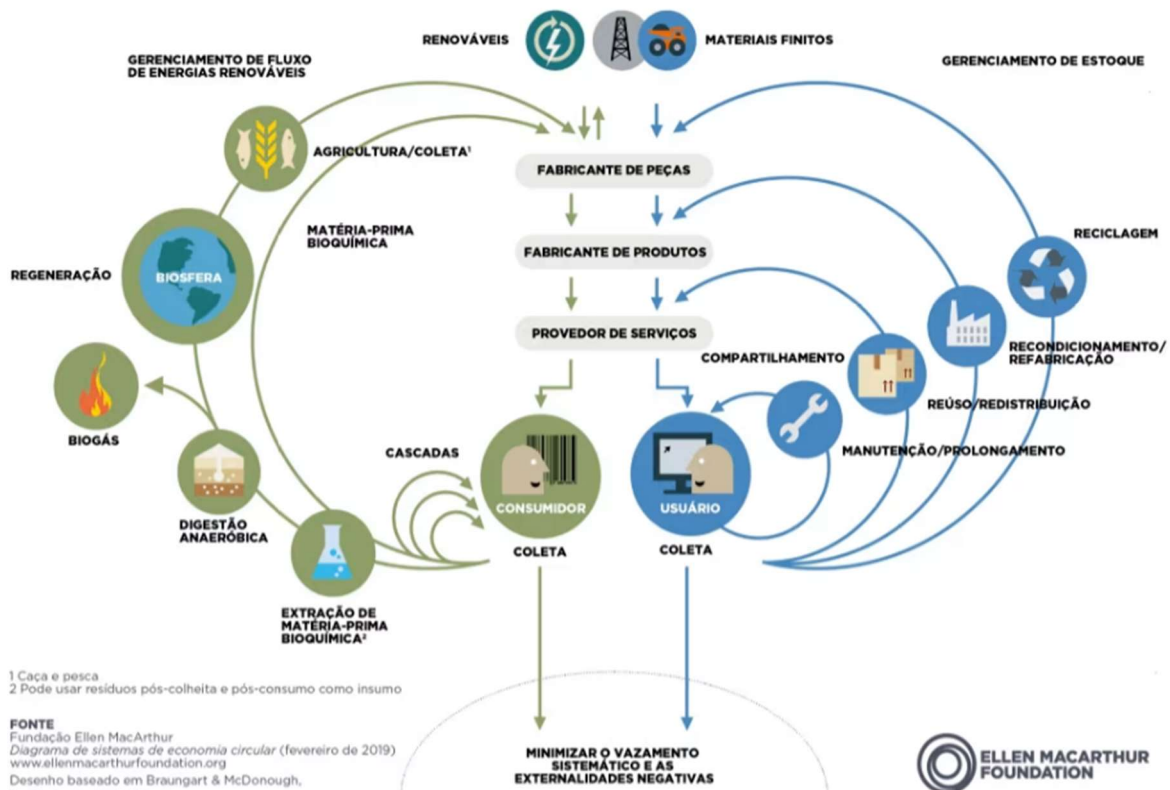 RENOVÁVEIS
MATERIAIS FINITOS
GERENCIAMENTO DE FLUXO
DE ENERGIAS RENOVÁVEIS
GERENCIAMENTO DE ESTOQUE
AGRICULTURA/COLETA¹
FABRICANTE DE PEÇAS
MATÉRIA-PRIMA
BIOQUÍMICA
RECICLAGEM
FABRICANTE DE PRODUTOS
REGENERAÇÃO
BIOSFERA
PROVEDOR DE SERVIÇOS
RECONDICIONAMENTO/
REFABRICAÇÃO
COMPARTILHAMENTO
REÚSO/REDISTRIBUIÇÃO
BIOGÁS
CASCADAS
MANUTENÇÃO/PROLONGAMENTO
CONSUMIDOR
USUÁRIO
DIGESTÃO
ANAERÓBICA
COLETA
COLETA
EXTRAÇÃO DE
MATÉRIA-PRIMA
BIOQUÍMICA²
1 Caça e pesca
2 Pode usar resíduos pós-colheita e pós-consumo como insumo
FONTE
Fundação Ellen MacArthur
Diagrama de sistemas de economia circular (fevereiro de 2019)
www.ellenmacarthurfoundation.org
Desenho baseado em Braungart & McDonough,
MINIMIZAR O VAZAMENTO
SISTEMÁTICO E AS
EXTERNALIDADES NEGATIVAS
ELLEN MACARTHUR
FOUNDATION